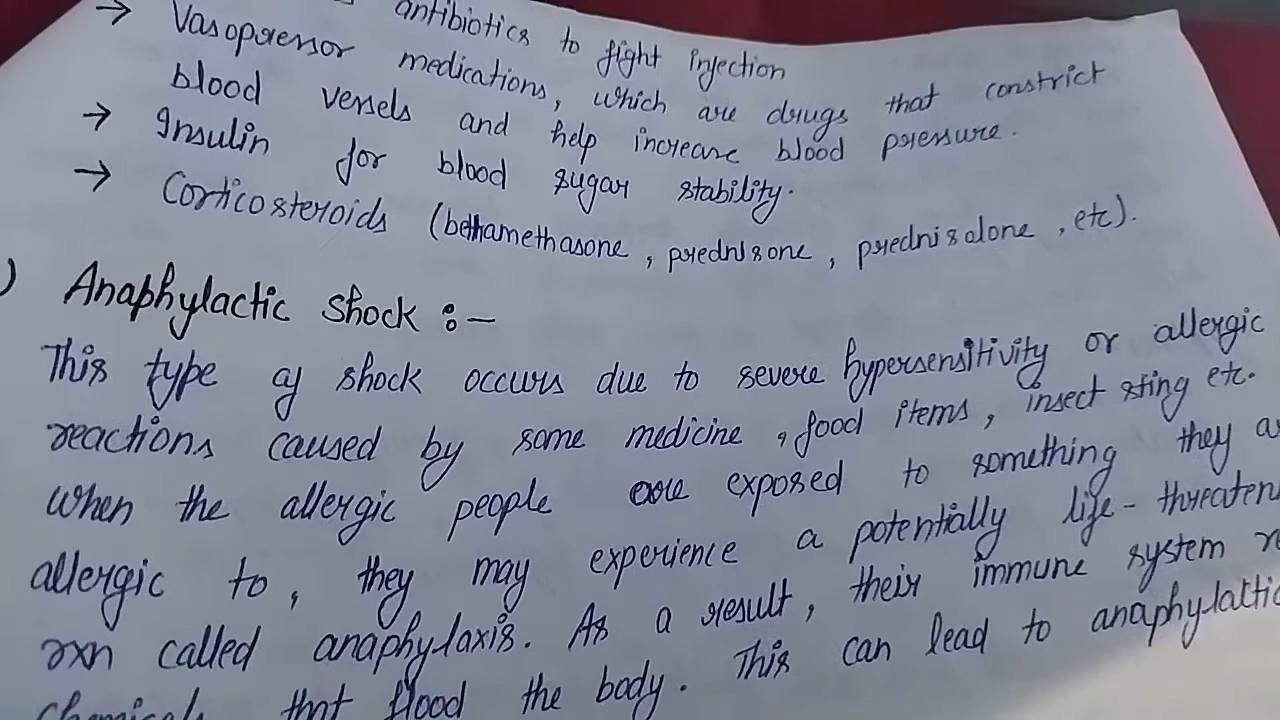 antibiotics to fight injection
→ Vasopressor medications, which are drugs that constrict
blood vessels and help increase blood pressure.
→ Insulin for blood sugar stability.
→ Corticosteroids (bethamethasone, prednisone, prednisalone, etc).
) Anaphylactic shock :-
This type of shock occurs due to severe hypersensitivity or allergic
reactions caused by some medicine, food items, insect sting etc.
When the allergic people are exposed to something they
allergic to, they may experience a potentially life-threaten
rxn called anaphylaxis. As a result, their immune system
chemicals that flood the body. This can lead to anaphylactic